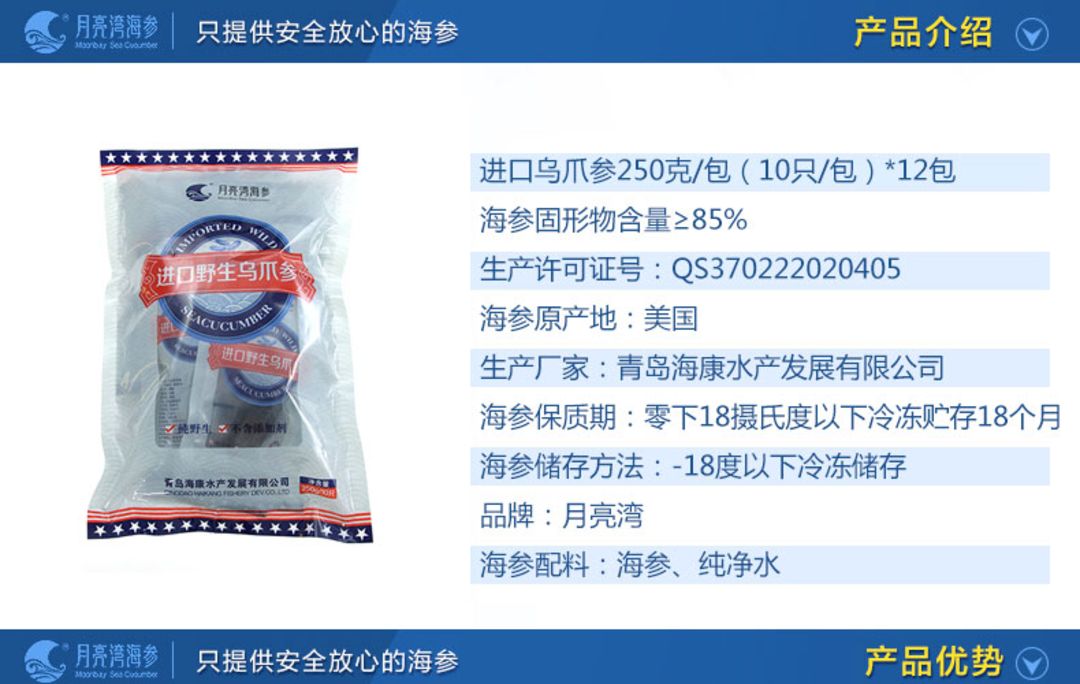 月亮湾海参
Moonbay Sea Cucumber
只提供安全放心的海参
产品介绍
月亮湾海参
IMPORTED WILD
进口野生乌爪参
SEACUCUMBER
进口野生乌爪
SEACUCUMBER
纯野生 不含添加剂
青岛海康水产发展有限公司
QINGDAO HAIKANG FISHERY DEV.CO.,LTD
净含量
250g/10只
进口乌爪参250克/包（10只/包）*12包
海参固形物含量≥85%
生产许可证号：QS370222020405
海参原产地：美国
生产厂家：青岛海康水产发展有限公司
海参保质期：零下18摄氏度以下冷冻贮存18个月
海参储存方法：-18度以下冷冻储存
品牌：月亮湾
海参配料：海参、纯净水
月亮湾海参
Moonbay Sea Cucumber
只提供安全放心的海参
产品优势